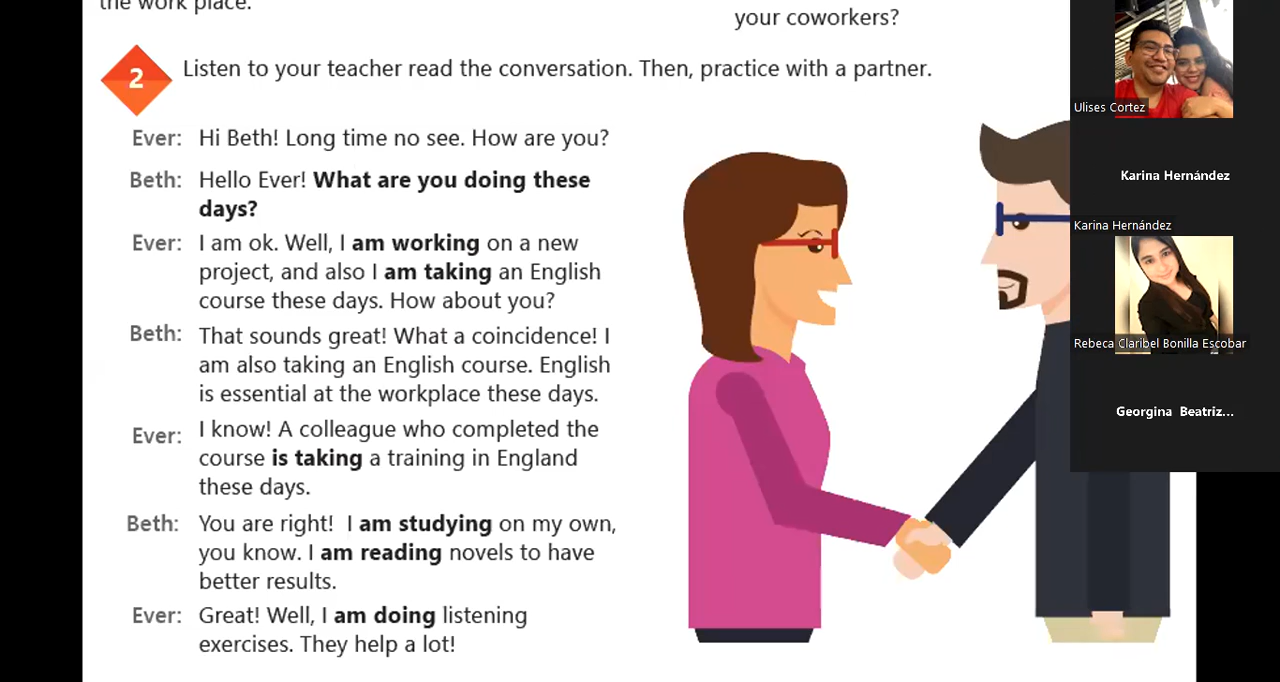 the work place.
your coworkers?
2
Listen to your teacher read the conversation. Then, practice with a partner.
Ever: Hi Beth! Long time no see. How are you?
Beth: Hello Ever! What are you doing these
days?
Ever: I am ok. Well, I am working on a new
project, and also I am taking an English
course these days. How about you?
Beth: That sounds great! What a coincidence! I
am also taking an English course. English
is essential at the workplace these days.
Ever: I know! A colleague who completed the
course is taking a training in England
these days.
Beth: You are right! I am studying on my own,
you know. I am reading novels to have
better results.
Ever: Great! Well, I am doing listening
exercises. They help a lot!
Ulises Cortez
Karina Hernández
Karina Hernández
Rebeca Claribel Bonilla Escobar
Georgina Beatriz...